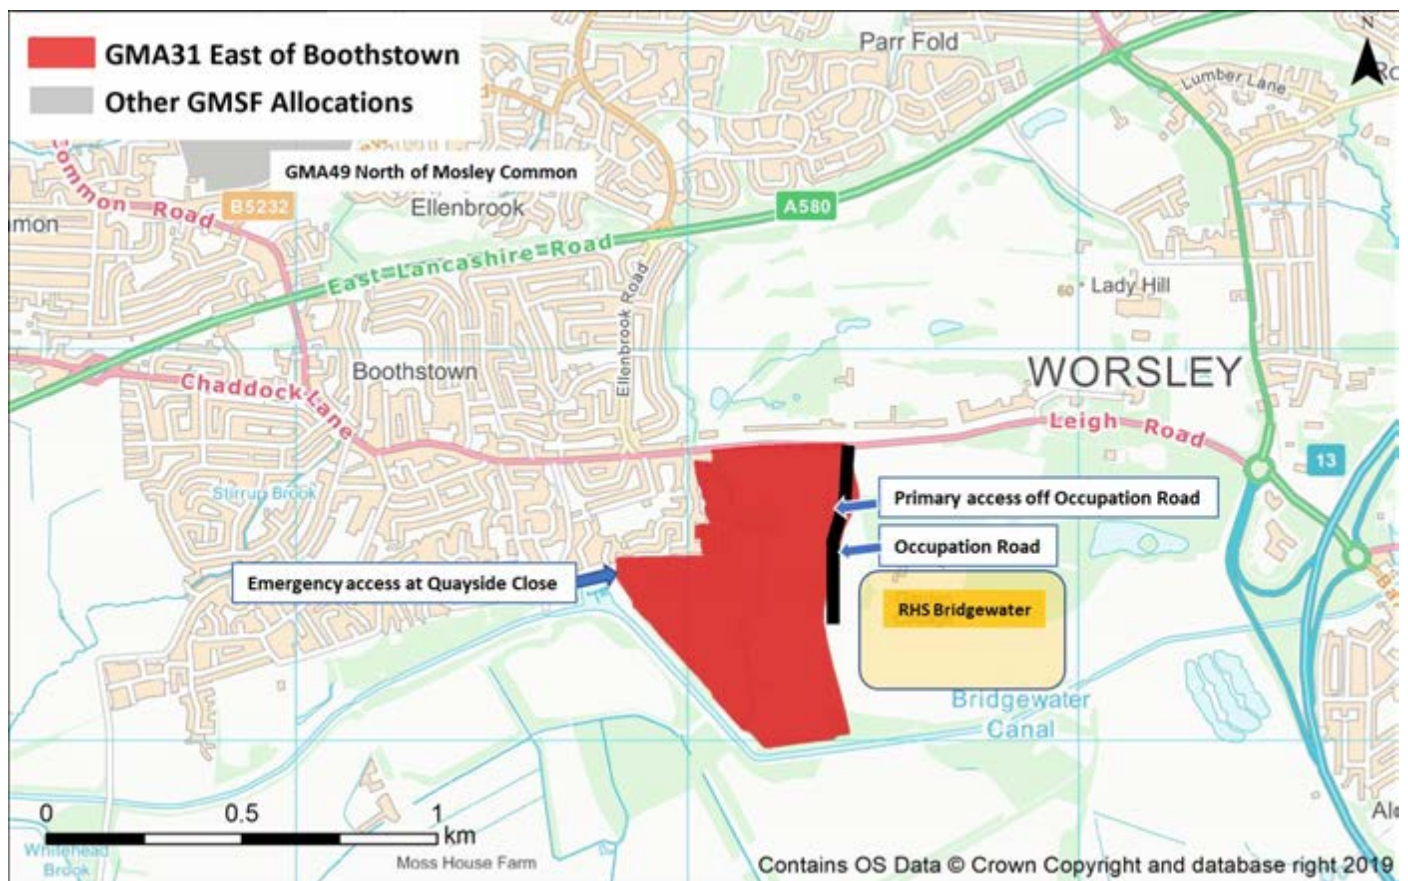 GMA31 East of Boothstown
Other GMSF Allocations
Parr Fold
N
Lumber Lane
GMA49 North of Mosley Common
Common Road
B5232
Ellenbrook
A580
mon
East Lancashire Road
Ellenbrook Road
60
Lady Hill
Boothstown
WORSLEY
Chaddock Lane
Leigh Road
13
Stirrup Brook
Primary access off Occupation Road
Occupation Road
Emergency access at Quayside Close
RHS Bridgewater
Bridgewater
Canal
0 0.5 1
km
Whitehead
Brook
Moss House Farm
Contains OS Data © Crown Copyright and database right 2019